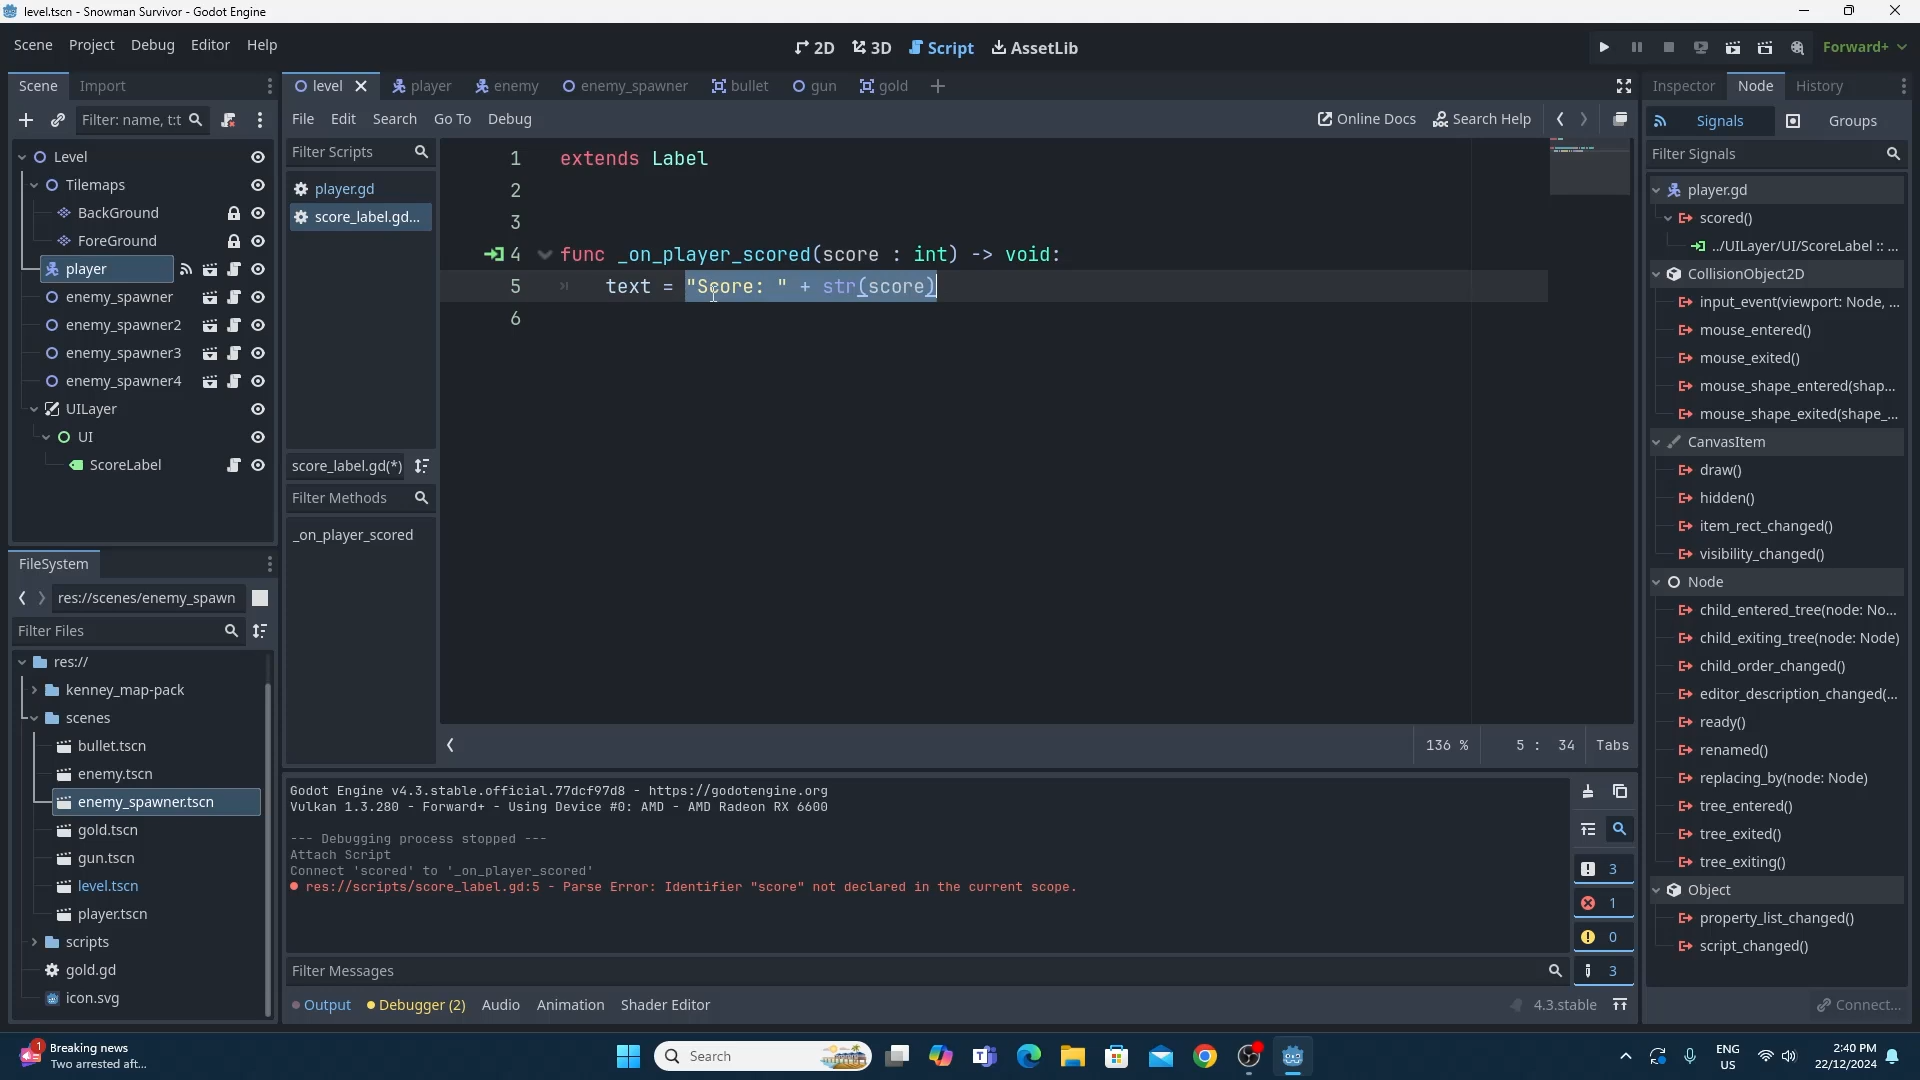 level.tscn - Snowman Survivor - Godot Engine
Scene Project Debug Editor Help
2D 3D Script AssetLib
Forward+
Scene Import
level player enemy enemy_spawner bullet gun gold
Inspector Node History
Filter: name, t:t
File Edit Search Go To Debug
Online Docs Search Help
Signals Groups
Filter Scripts
player.gd
score_label.gd...
score_label.gd(*)
Filter Methods
_on_player_scored
Level
Tilemaps
BackGround
ForeGround
player
enemy_spawner
enemy_spawner2
enemy_spawner3
enemy_spawner4
UILayer
UI
ScoreLabel
1 extends Label
2
3
4 func _on_player_scored(score : int) -> void:
5 text = "Score: " + str(score)
6
136 % 5 : 34 Tabs
Filter Signals
player.gd
scored()
../UILayer/UI/ScoreLabel :: ...
CollisionObject2D
input_event(viewport: Node, ...
mouse_entered()
mouse_exited()
mouse_shape_entered(shap...
mouse_shape_exited(shape_...
CanvasItem
draw()
hidden()
item_rect_changed()
visibility_changed()
Node
child_entered_tree(node: No...
child_exiting_tree(node: Node)
child_order_changed()
editor_description_changed(...
ready()
renamed()
replacing_by(node: Node)
tree_entered()
tree_exited()
tree_exiting()
Object
property_list_changed()
script_changed()
Connect...
FileSystem
res://scenes/enemy_spawn
Filter Files
res://
kenney_map-pack
scenes
bullet.tscn
enemy.tscn
enemy_spawner.tscn
gold.tscn
gun.tscn
level.tscn
player.tscn
scripts
gold.gd
icon.svg
Godot Engine v4.3.stable.official.77dcf97d8 - https://godotengine.org
Vulkan 1.3.280 - Forward+ - Using Device #0: AMD - AMD Radeon RX 6600
--- Debugging process stopped ---
Attach Script
Connect 'scored' to '_on_player_scored'
res://scripts/score_label.gd:5 - Parse Error: Identifier "score" not declared in the current scope.
3
1
0
3
Filter Messages
Output Debugger (2) Audio Animation Shader Editor
4.3.stable
1 Breaking news
Two arrested aft...
Search
ENG
US
2:40 PM
22/12/2024